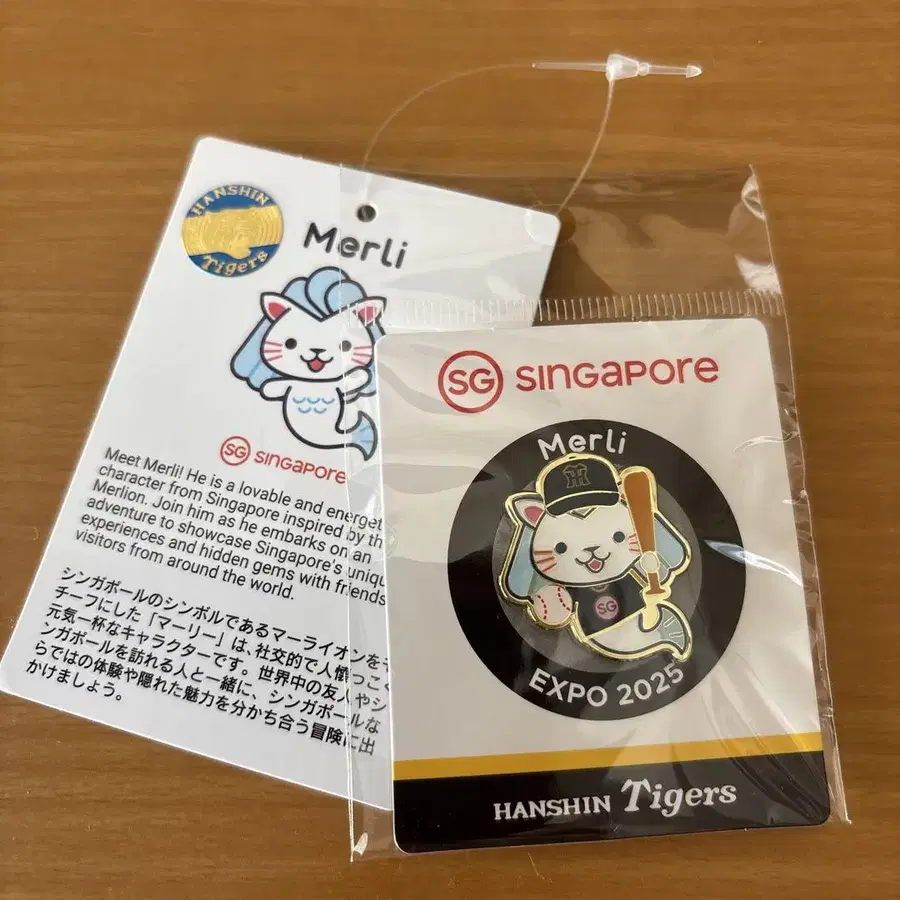 HANSHIN
Tigers
Merli
SG SINGAPORE
Meet Merli! He is a lovable and energet
character from Singapore inspired by the
Merlion. Join him as he embarks on an
adventure to showcase Singapore's uniqu
experiences and hidden gems with friends
visitors from around the world.
シンガポールのシンボルであるマーライオンをモ
チーフにした「マーリー」は、社交的で人懐っこく
元気一杯なキャラクターです。世界中の友人やシ
ンガポールを訪れる人と一緒に、シンガポールな
らではの体験や隠れた魅力を分かち合う冒険に出
かけましょう。
SG SINGAPORE
Merli
SG
EXPO 2025
HANSHIN Tigers